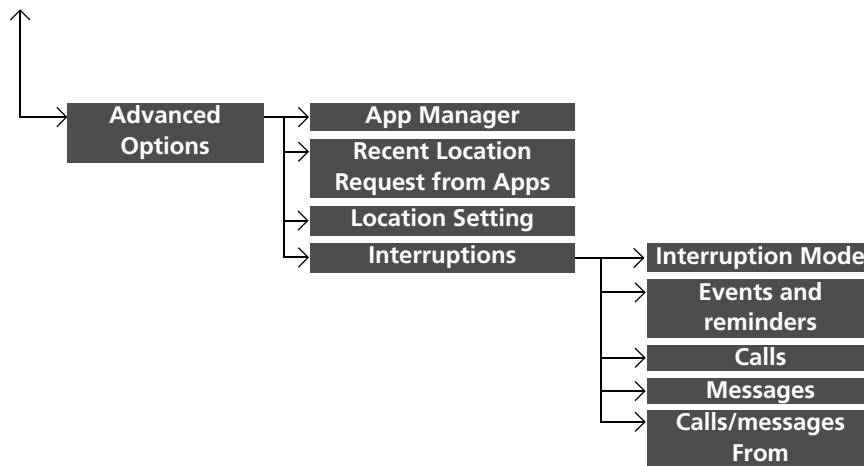 Advanced
Options
App Manager
Recent Location
Request from Apps
Location Setting
Interruptions
Interruption Mode
Events and
reminders
Calls
Messages
Calls/messages
From